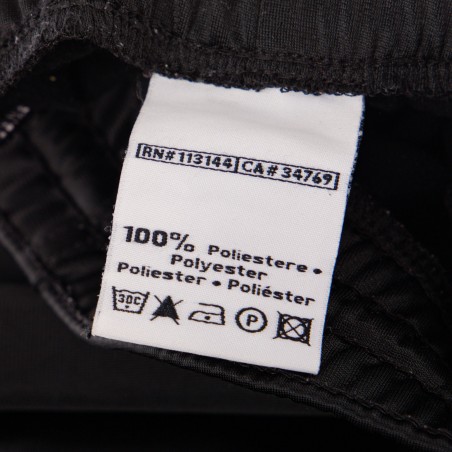 RN# 113144 CA# 34769
100% Poliestere •
Polyester
Poliester • Poliéster
30C P